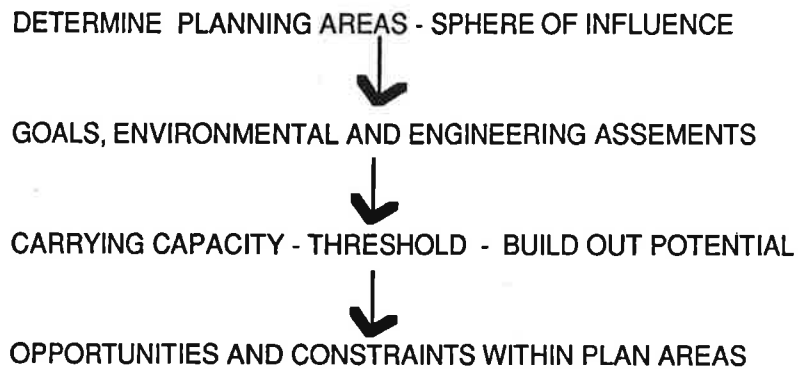 DETERMINE PLANNING AREAS - SPHERE OF INFLUENCE
GOALS, ENVIRONMENTAL AND ENGINEERING ASSEMENTS
CARRYING CAPACITY - THRESHOLD - BUILD OUT POTENTIAL
OPPORTUNITIES AND CONSTRAINTS WITHIN PLAN AREAS